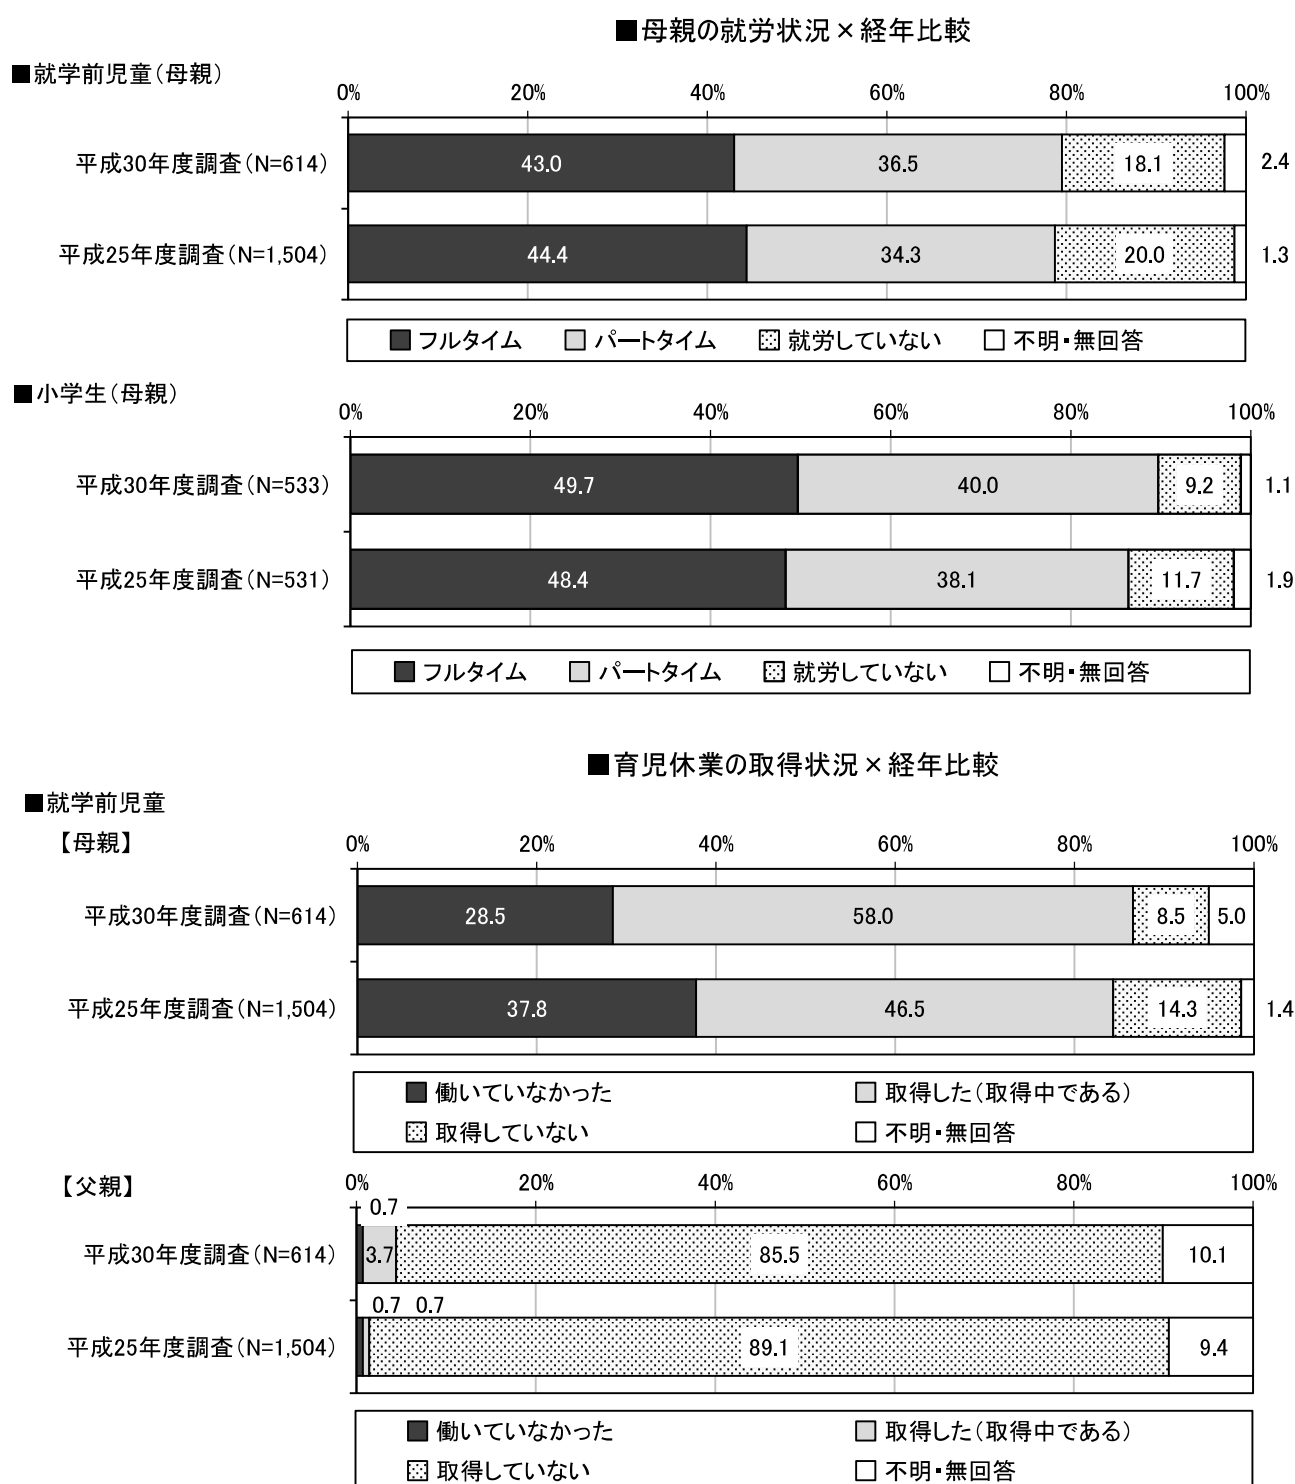 ■母親の就労状況×経年比較
■就学前児童(母親)
0% 20% 40% 60% 80% 100%
平成30年度調査(N=614) 43.0 36.5 18.1 2.4
平成25年度調査(N=1,504) 44.4 34.3 20.0 1.3
フルタイム パートタイム 就労していない 不明・無回答
■小学生(母親)
0% 20% 40% 60% 80% 100%
平成30年度調査(N=533) 49.7 40.0 9.2 1.1
平成25年度調査(N=531) 48.4 38.1 11.7 1.9
フルタイム パートタイム 就労していない 不明・無回答
■育児休業の取得状況×経年比較
■就学前児童
【母親】 0% 20% 40% 60% 80% 100%
平成30年度調査(N=614) 28.5 58.0 8.5 5.0
平成25年度調査(N=1,504) 37.8 46.5 14.3 1.4
働いていなかった 取得した(取得中である)
取得していない 不明・無回答
【父親】 0% 20% 40% 60% 80% 100%
0.7
平成30年度調査(N=614) 3.7 85.5 10.1
0.7 0.7
平成25年度調査(N=1,504) 89.1 9.4
働いていなかった 取得した(取得中である)
取得していない 不明・無回答